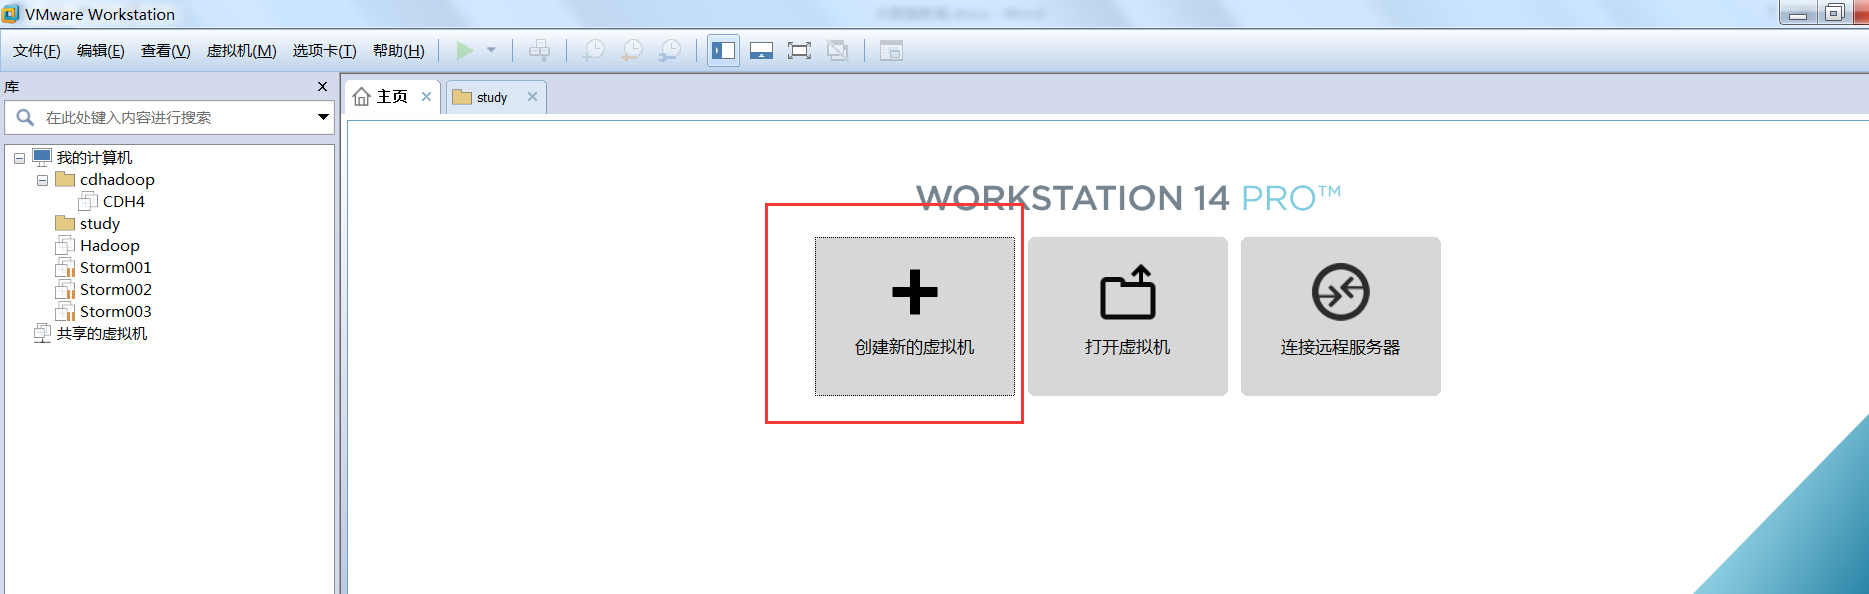 VMware Workstation
文件(F) 编辑(E) 查看(V) 虚拟机(M) 选项卡(T) 帮助(H)
库
在此处键入内容进行搜索
我的计算机
cdhadoop
CDH4
study
Hadoop
Storm001
Storm002
Storm003
共享的虚拟机
主页
study
WORKSTATION 14 PRO™
创建新的虚拟机
打开虚拟机
连接远程服务器